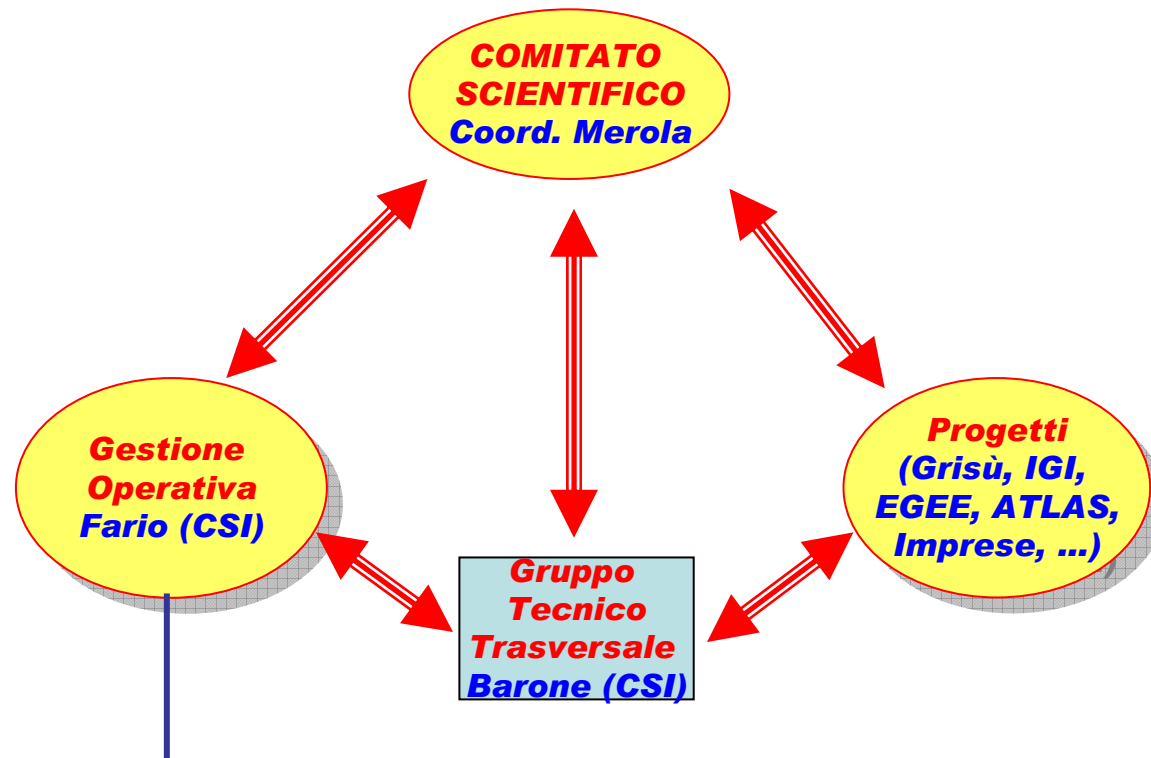 COMITATO
SCIENTIFICO
Coord. Merola
Gestione
Operativa
Fario (CSI)
Progetti
(Grisù, IGI,
EGEE, ATLAS,
Imprese, ...)
Gruppo
Tecnico
Trasversale
Barone (CSI)